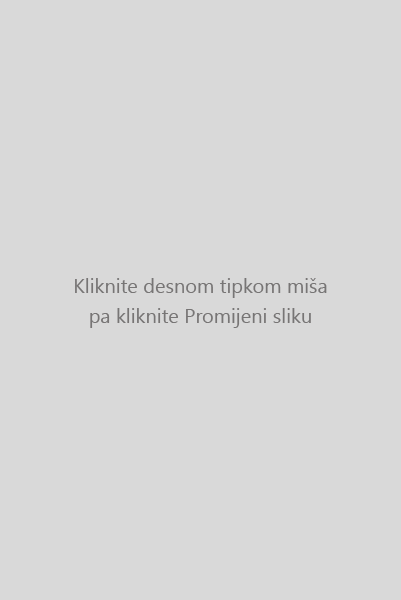 Kliknite desnom tipkom miša
pa kliknite Promijeni sliku